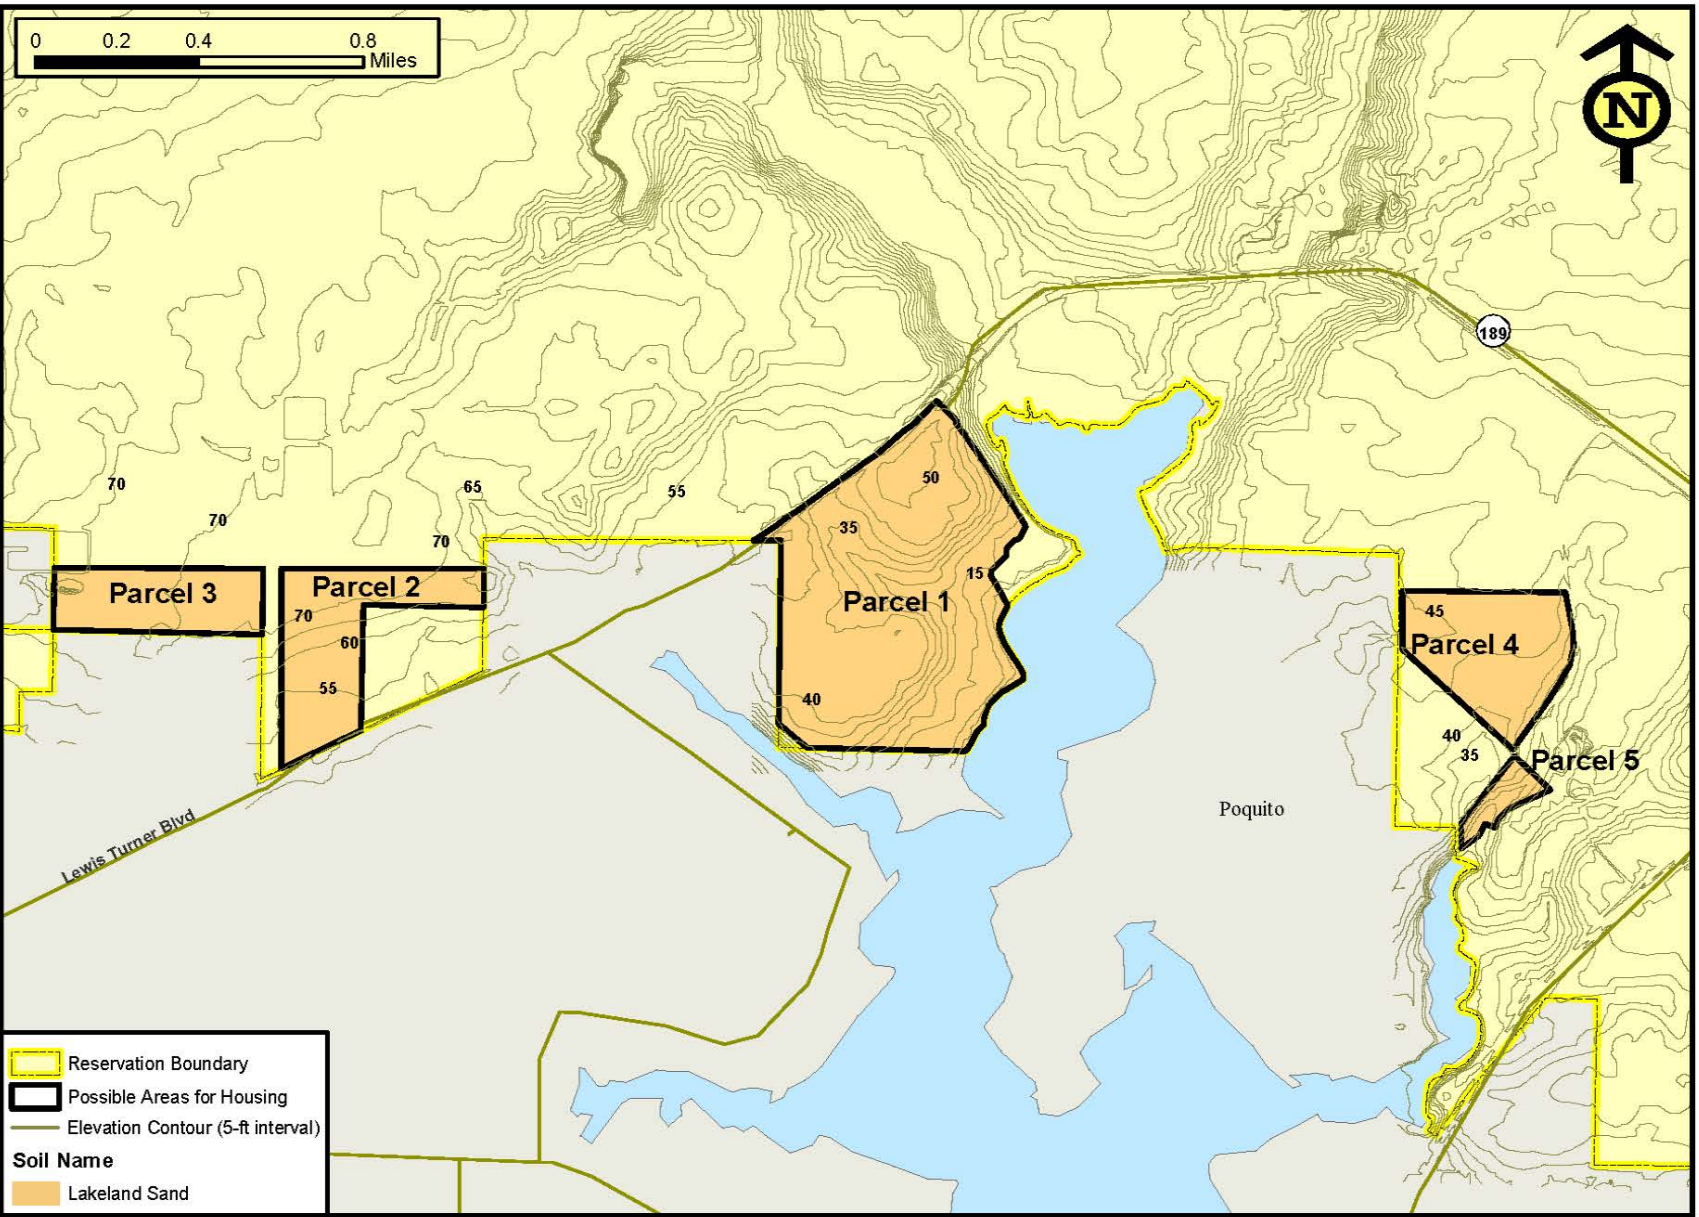 0 0.2 0.4 0.8
Miles
N
189
50
70
65
55
70
35
70
15
Parcel 3
Parcel 2
Parcel 1
45
70
60
Parcel 4
55
40
40
35
Parcel 5
Poquito
Lewis Turner Blvd
Reservation Boundary
Possible Areas for Housing
Elevation Contour (5-ft interval)
Soil Name
Lakeland Sand